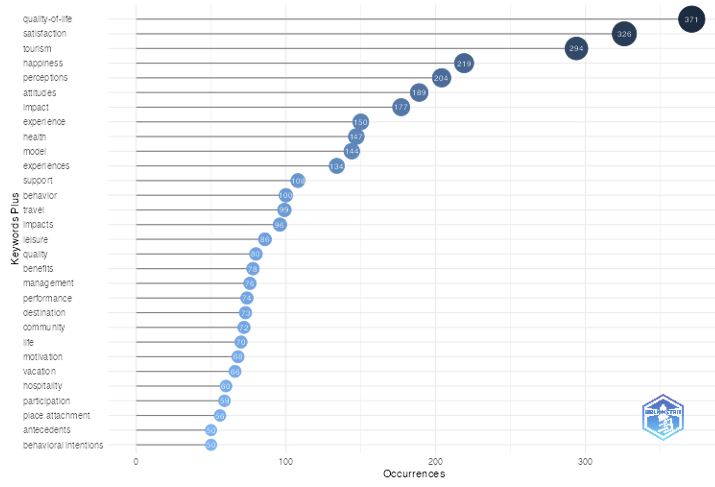 quality-of-life 371
satisfaction 326
tourism 294
happiness 219
perceptions 204
attitudes 189
impact 177
experience 150
health 147
model 144
experiences 134
support 108
behavior 100
travel 99
impacts 96
leisure 86
quality 80
benefits 78
management 76
performance 74
destination 73
community 72
life 70
motivation 68
vacation 66
hospitality 60
participation 59
place attachment 56
antecedents 50
behavioral intentions 50
Keywords Plus
0 100 200 300
Occurrences